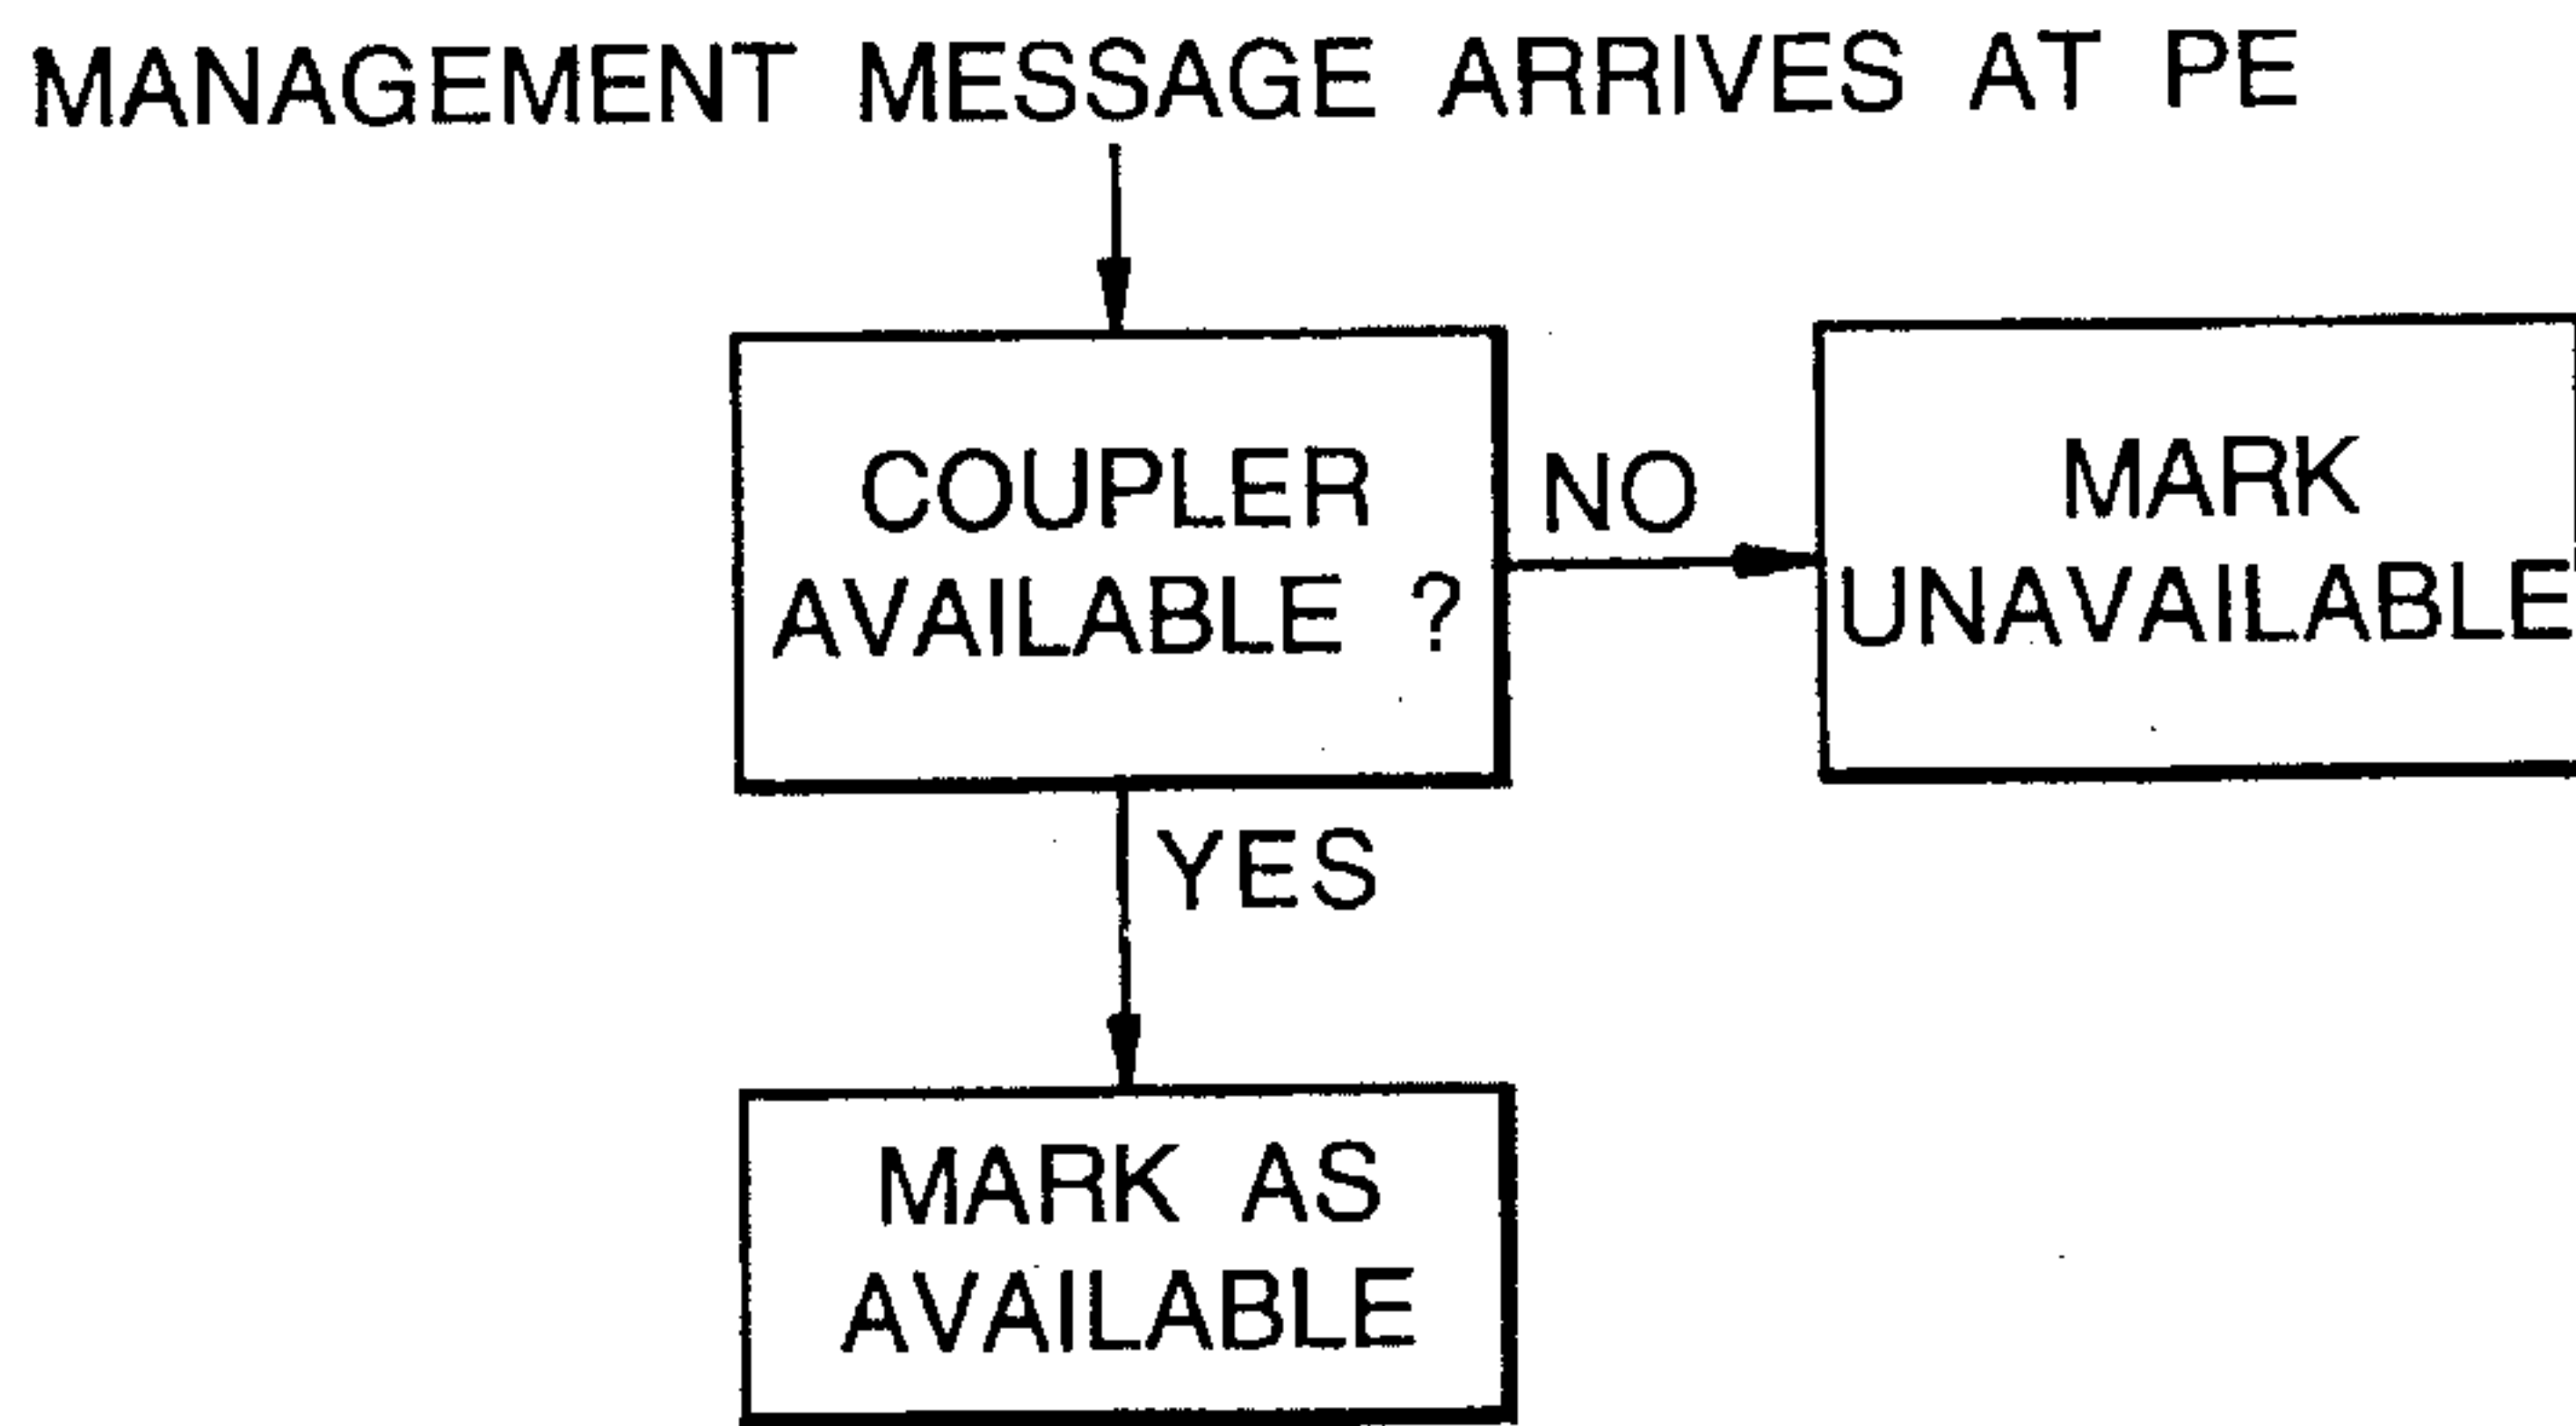 MANAGEMENT MESSAGE ARRIVES AT PE
COUPLER
AVAILABLE ?
NO
MARK
UNAVAILABLE
YES
MARK AS
AVAILABLE